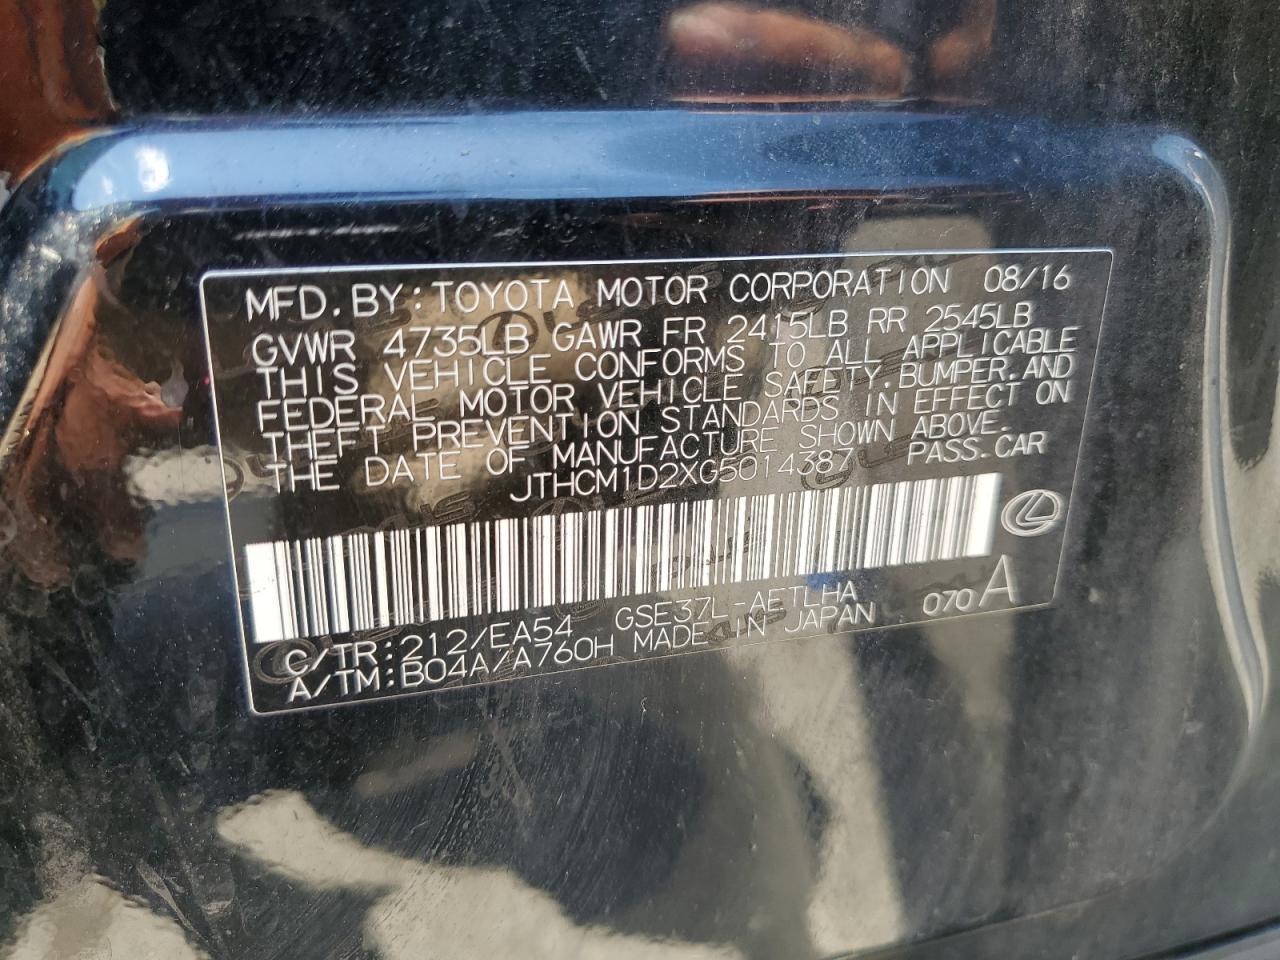 MFD. BY: TOYOTA MOTOR CORPORATION 08/16
GVWR 4735LB GAWR FR 2415LB RR 2545LB
THIS VEHICLE CONFORMS TO ALL APPLICABLE
FEDERAL MOTOR VEHICLE SAFETY, BUMPER, AND
THEFT PREVENTION STANDARDS IN EFFECT ON
THE DATE OF MANUFACTURE SHOWN ABOVE.
JTHCM1D2XG5014387 PASS. CAR
C/TR: 212/EA54 GSE37L-AETLHA
A/TM: B04A/A760H MADE IN JAPAN 070 A